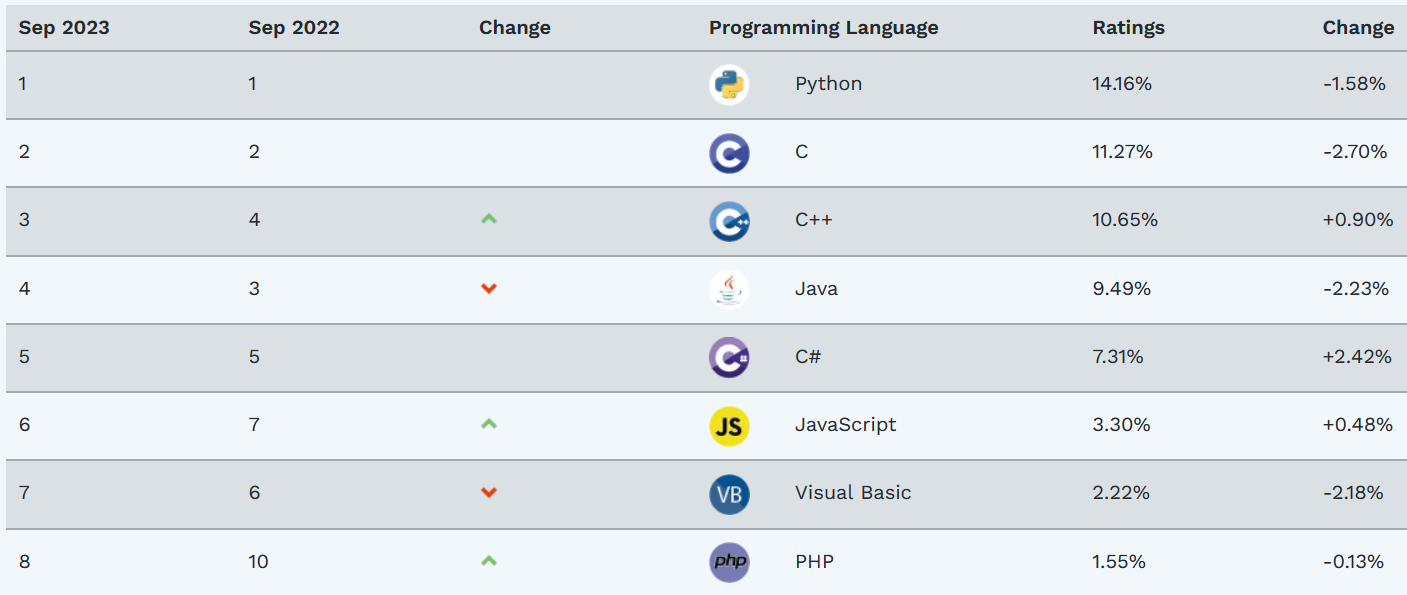 Sep 2023 Sep 2022 Change Programming Language Ratings Change
1 1 Python 14.16% -1.58%
2 2 C C 11.27% -2.70%
3 4 C++ C++ 10.65% +0.90%
4 3 Java 9.49% -2.23%
5 5 C# C# 7.31% +2.42%
6 7 JS JavaScript 3.30% +0.48%
7 6 VB Visual Basic 2.22% -2.18%
8 10 php PHP 1.55% -0.13%